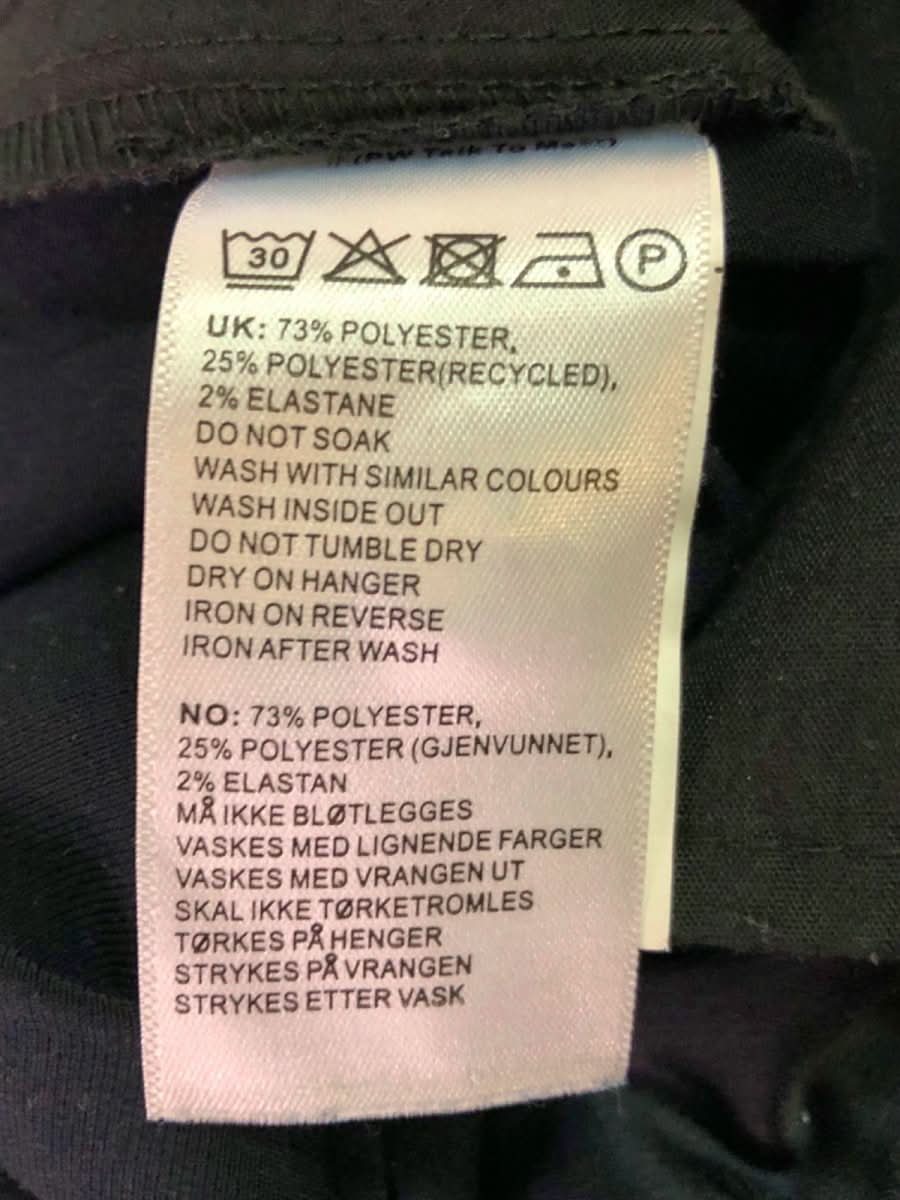 30 P
UK: 73% POLYESTER,
25% POLYESTER(RECYCLED),
2% ELASTANE
DO NOT SOAK
WASH WITH SIMILAR COLOURS
WASH INSIDE OUT
DO NOT TUMBLE DRY
DRY ON HANGER
IRON ON REVERSE
IRON AFTER WASH
NO: 73% POLYESTER,
25% POLYESTER (GJENVUNNET),
2% ELASTAN
MÅ IKKE BLØTLEGGES
VASKES MED LIGNENDE FARGER
VASKES MED VRANGEN UT
SKAL IKKE TØRKETROMLES
TØRKES PÅ HENGER
STRYKES PÅ VRANGEN
STRYKES ETTER VASK